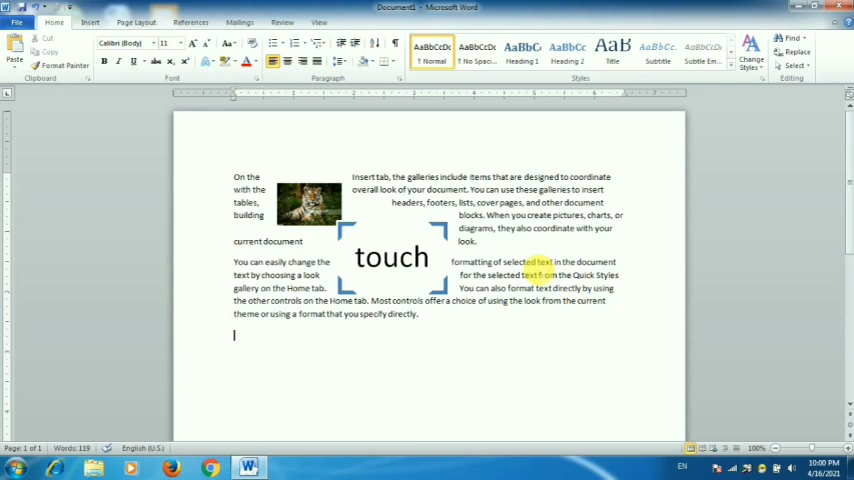 Document1 - Microsoft Word
File Home Insert Page Layout References Mailings Review View
Paste
Cut
Copy
Format Painter
Clipboard
Calibri (Body) 11
Font
Paragraph
AaBbCcDc AaBbCcDc AaBbC AaBbCc AaB AaBbCc. AaBbCcDc
¶ Normal ¶ No Spaci... Heading 1 Heading 2 Title Subtitle Subtle Em...
Change
Styles
Styles
Find
Replace
Select
Editing
On the Insert tab, the galleries include items that are designed to coordinate
with the overall look of your document. You can use these galleries to insert
tables, headers, footers, lists, cover pages, and other document
building blocks. When you create pictures, charts, or
diagrams, they also coordinate with your
current document look.
touch
You can easily change the formatting of selected text in the document
text by choosing a look for the selected text from the Quick Styles
gallery on the Home tab. You can also format text directly by using
the other controls on the Home tab. Most controls offer a choice of using the look from the current
theme or using a format that you specify directly.
Page: 1 of 1 Words: 119 English (U.S.) 100%
EN 10:00 PM
4/16/2021